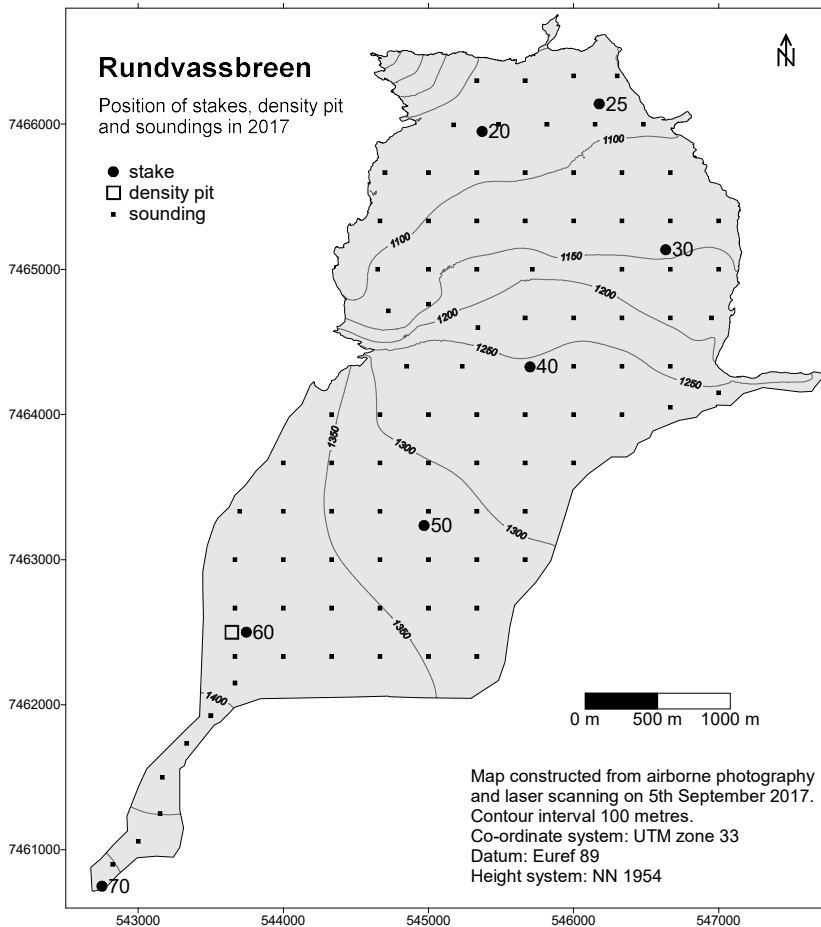 Rundvassbreen
Position of stakes, density pit
and soundings in 2017
stake
density pit
sounding
N
7466000
7465000
7464000
7463000
7462000
7461000
543000
544000
545000
546000
547000
20
25
30
40
50
60
70
1100
1100
1150
1200
1200
1250
1250
1300
1300
1350
1350
1400
0 m 500 m 1000 m
Map constructed from airborne photography
and laser scanning on 5th September 2017.
Contour interval 100 metres.
Co-ordinate system: UTM zone 33
Datum: Euref 89
Height system: NN 1954